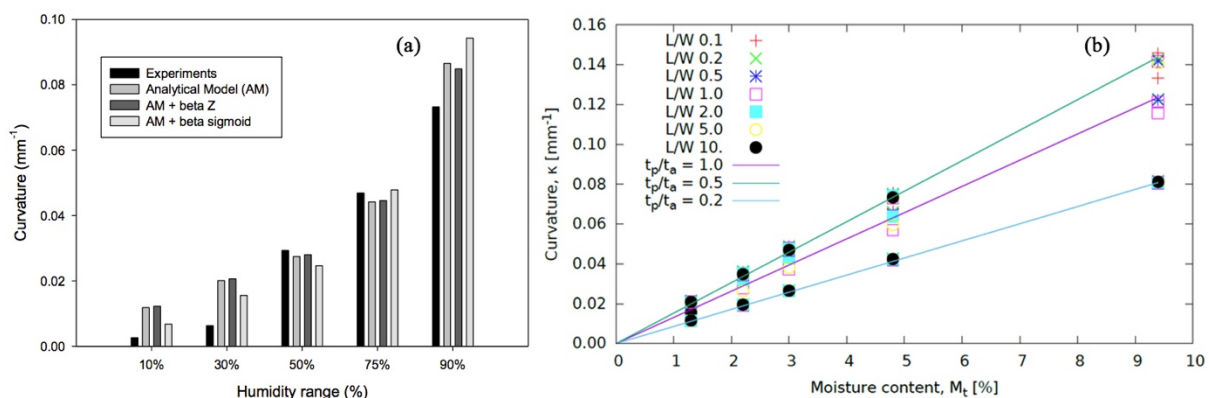 (a)
0.10
0.08
0.06
0.04
0.02
0.00
Curvature (mm⁻¹)
Experiments
Analytical Model (AM)
AM + beta Z
AM + beta sigmoid
10% 30% 50% 75% 90%
Humidity range (%)
(b)
0.16
0.14
0.12
0.10
0.08
0.06
0.04
0.02
0.00
Curvature, κ [mm⁻¹]
L/W 0.1
L/W 0.2
L/W 0.5
L/W 1.0
L/W 2.0
L/W 5.0
L/W 10.
tₚ/tₐ = 1.0
tₚ/tₐ = 0.5
tₚ/tₐ = 0.2
0 1 2 3 4 5 6 7 8 9 10
Moisture content, Mₜ [%]